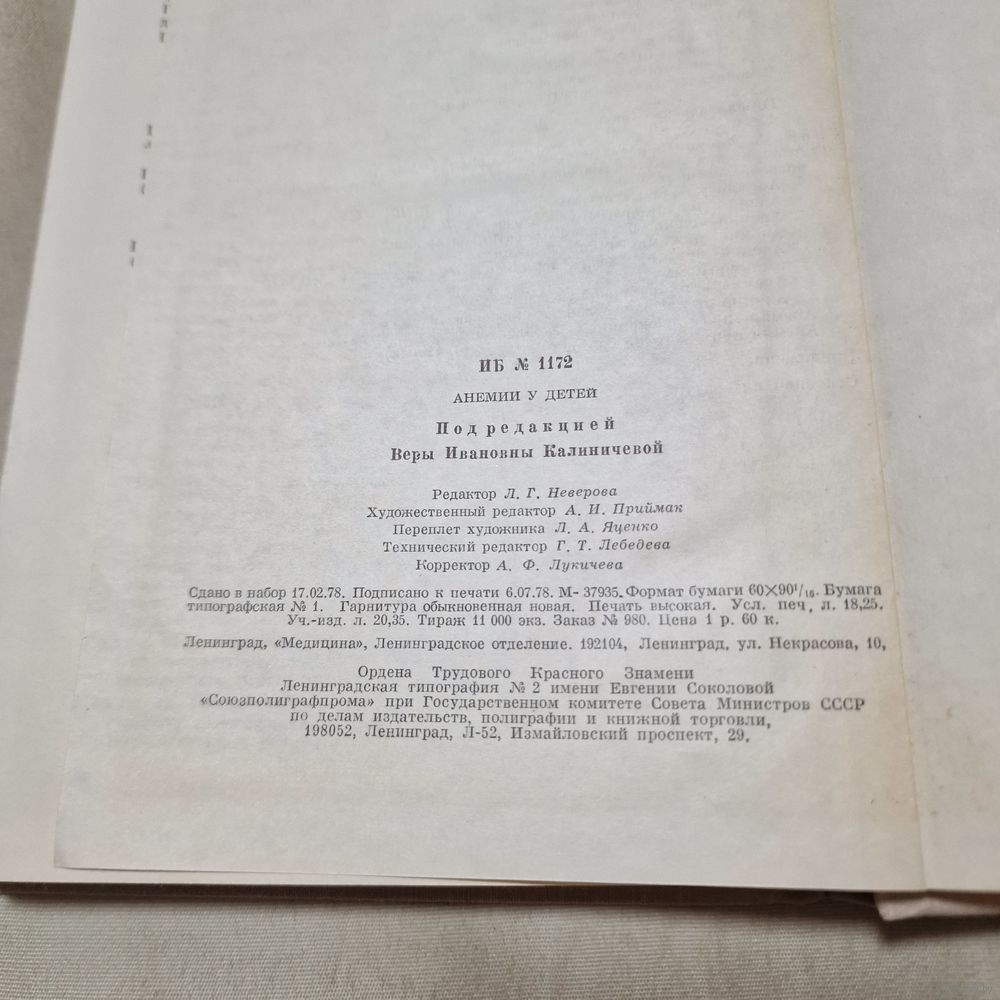 ИБ № 1172
АНЕМИИ У ДЕТЕЙ
Под редакцией
Веры Ивановны Калиничевой
Редактор Л. Г. Неверова
Художественный редактор А. И. Приймак
Переплет художника Л. А. Яценко
Технический редактор Г. Т. Лебедева
Корректор А. Ф. Лукичева
Сдано в набор 17.02.78. Подписано к печати 6.07.78. М- 37935. Формат бумаги 60×90¹/₁₆. Бумага
типографская № 1. Гарнитура обыкновенная новая. Печать высокая. Усл. печ. л. 18,25.
Уч.-изд. л. 20,35. Тираж 11 000 экз. Заказ № 980. Цена 1 р. 60 к.
Ленинград, «Медицина», Ленинградское отделение. 192104, Ленинград, ул. Некрасова, 10,
Ордена Трудового Красного Знамени
Ленинградская типография № 2 имени Евгении Соколовой
«Союзполиграфпрома» при Государственном комитете Совета Министров СССР
по делам издательств, полиграфии и книжной торговли,
198052, Ленинград, Л-52, Измайловский проспект, 29.